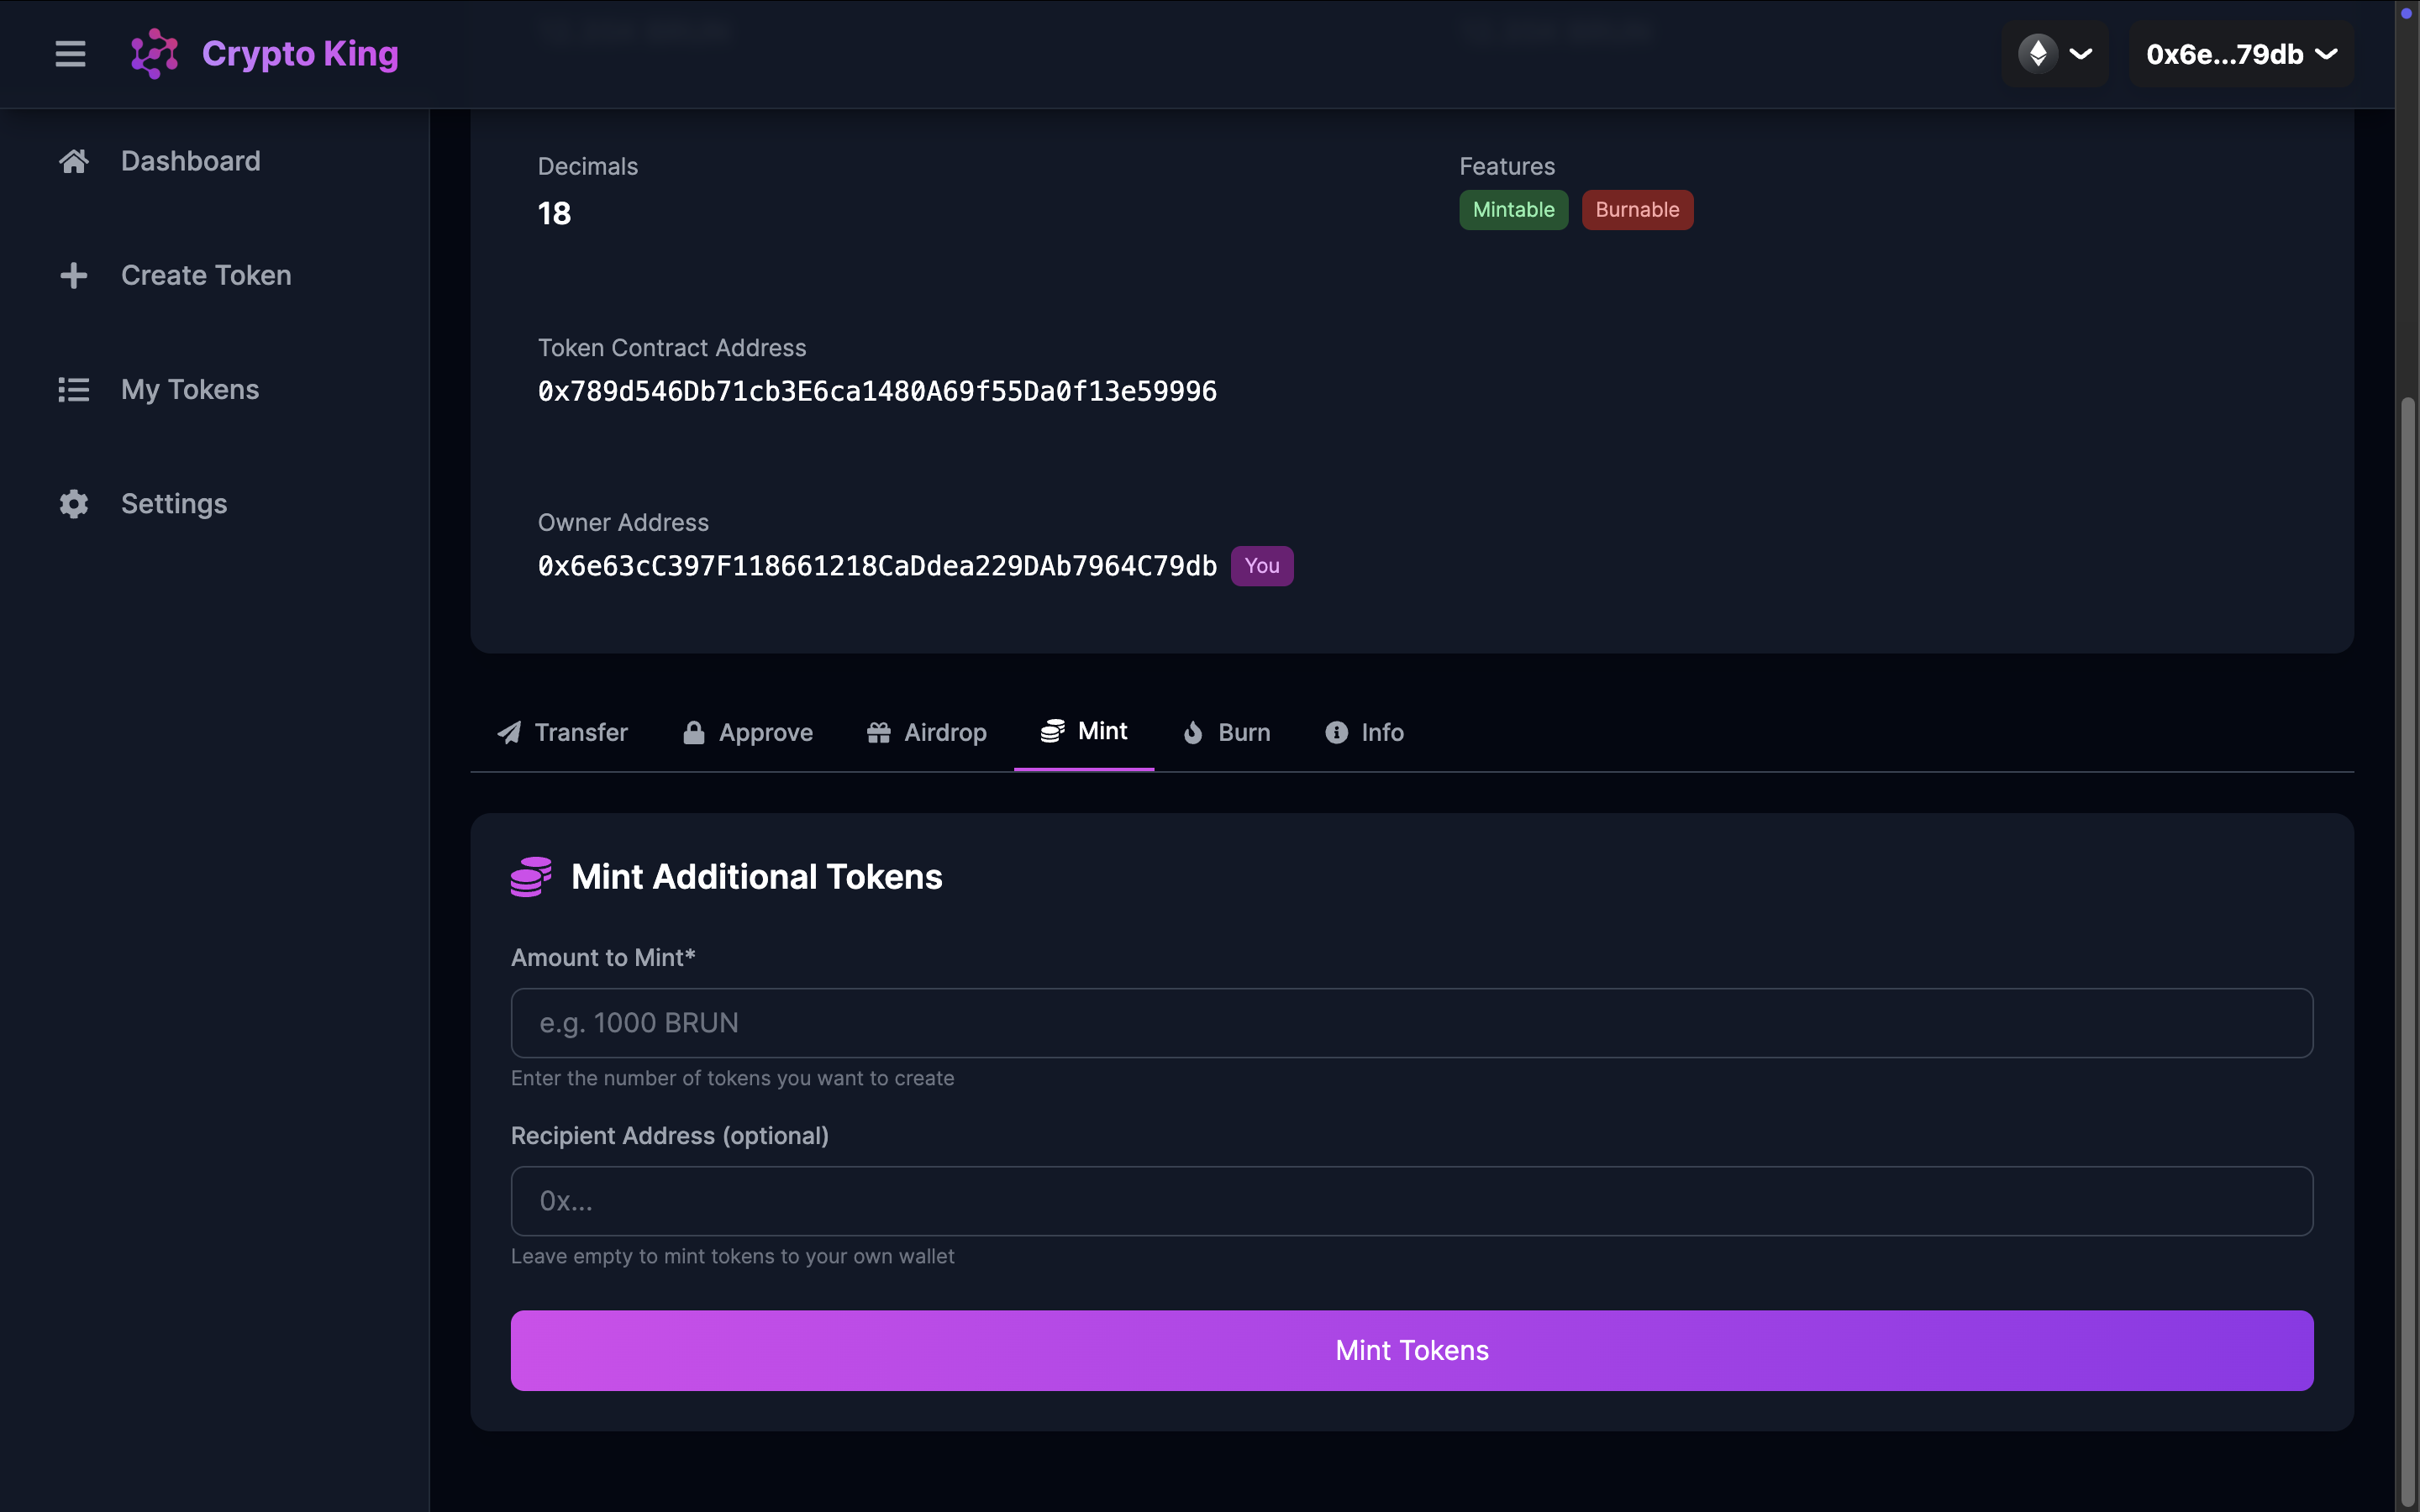 Crypto King
0x6e...79db
Dashboard
Create Token
My Tokens
Settings
Decimals
18
Features
Mintable Burnable
Token Contract Address
0x789d546Db71cb3E6ca1480A69f55Da0f13e59996
Owner Address
0x6e63cC397F118661218CaDdea229DAb7964C79db You
Transfer Approve Airdrop Mint Burn Info
Mint Additional Tokens
Amount to Mint*
e.g. 1000 BRUN
Enter the number of tokens you want to create
Recipient Address (optional)
0x...
Leave empty to mint tokens to your own wallet
Mint Tokens